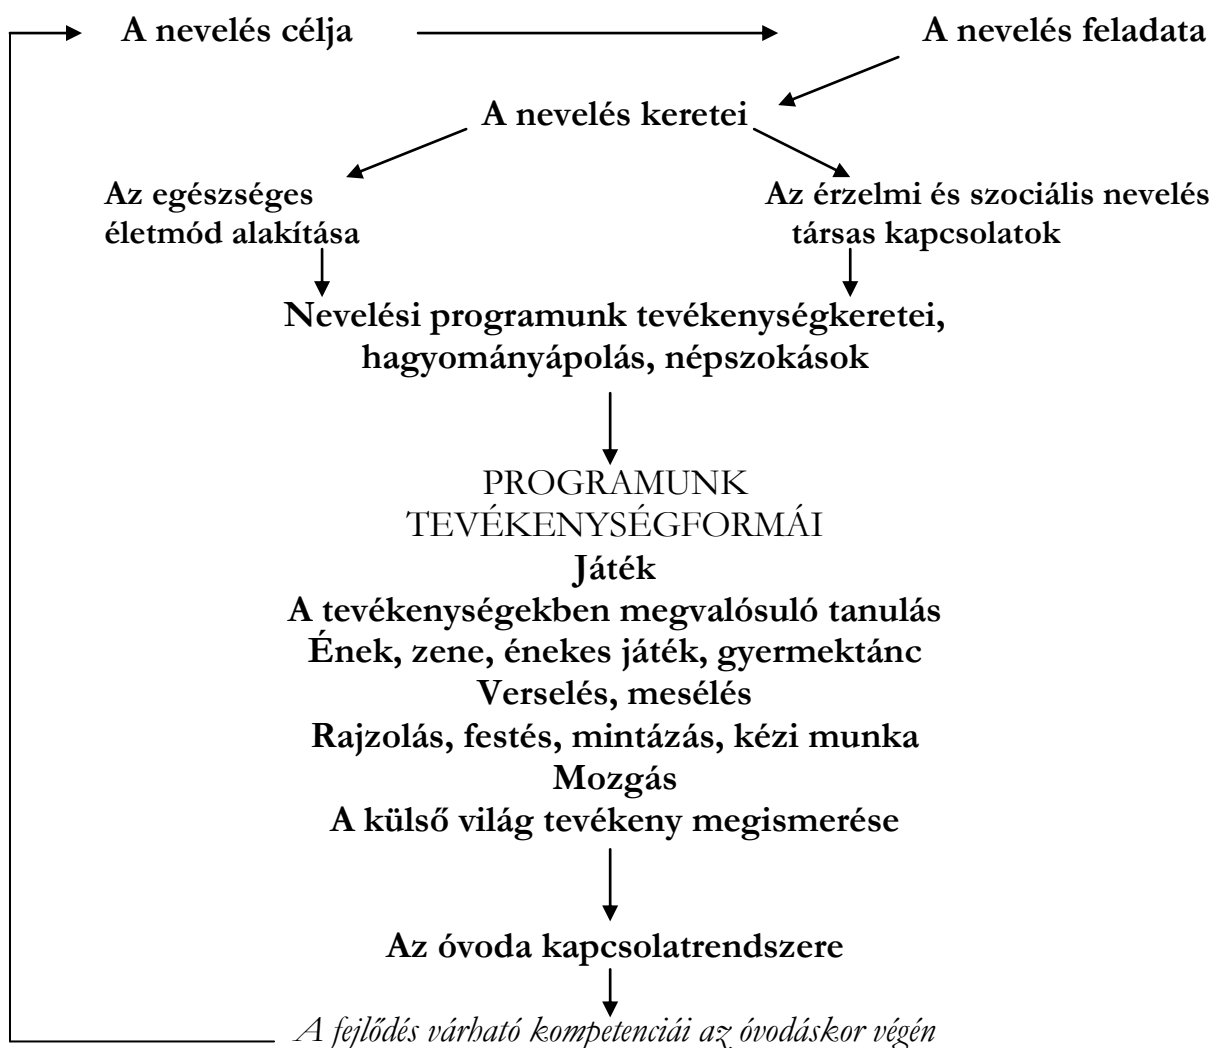 A nevelés célja
A nevelés feladata
A nevelés keretei
Az egészséges
életmód alakítása
Az érzelmi és szociális nevelés
társas kapcsolatok
Nevelési programunk tevékenységkeretei,
hagyományápolás, népszokások
PROGRAMUNK
TEVÉKENYSÉGFORMÁI
Játék
A tevékenységekben megvalósuló tanulás
Ének, zene, énekes játék, gyermektánc
Verselés, mesélés
Rajzolás, festés, mintázás, kézi munka
Mozgás
A külső világ tevékeny megismerése
Az óvoda kapcsolatrendszere
A fejlődés várható kompetenciái az óvodáskor végén